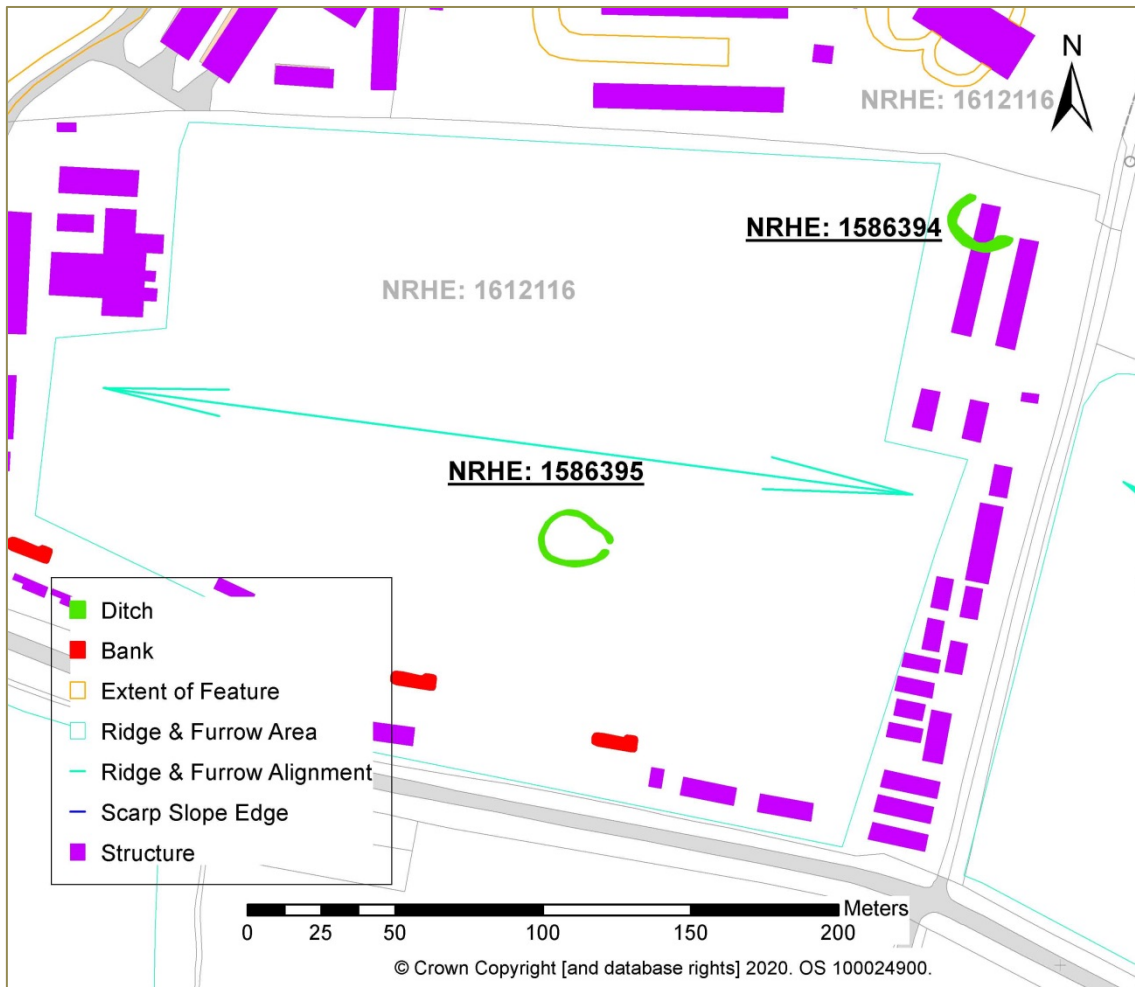 N
NRHE: 1612116
NRHE: 1586394
NRHE: 1612116
NRHE: 1586395
Ditch
Bank
Extent of Feature
Ridge & Furrow Area
Ridge & Furrow Alignment
Scarp Slope Edge
Structure
Meters
0 25 50 100 150 200
© Crown Copyright [and database rights] 2020. OS 100024900.